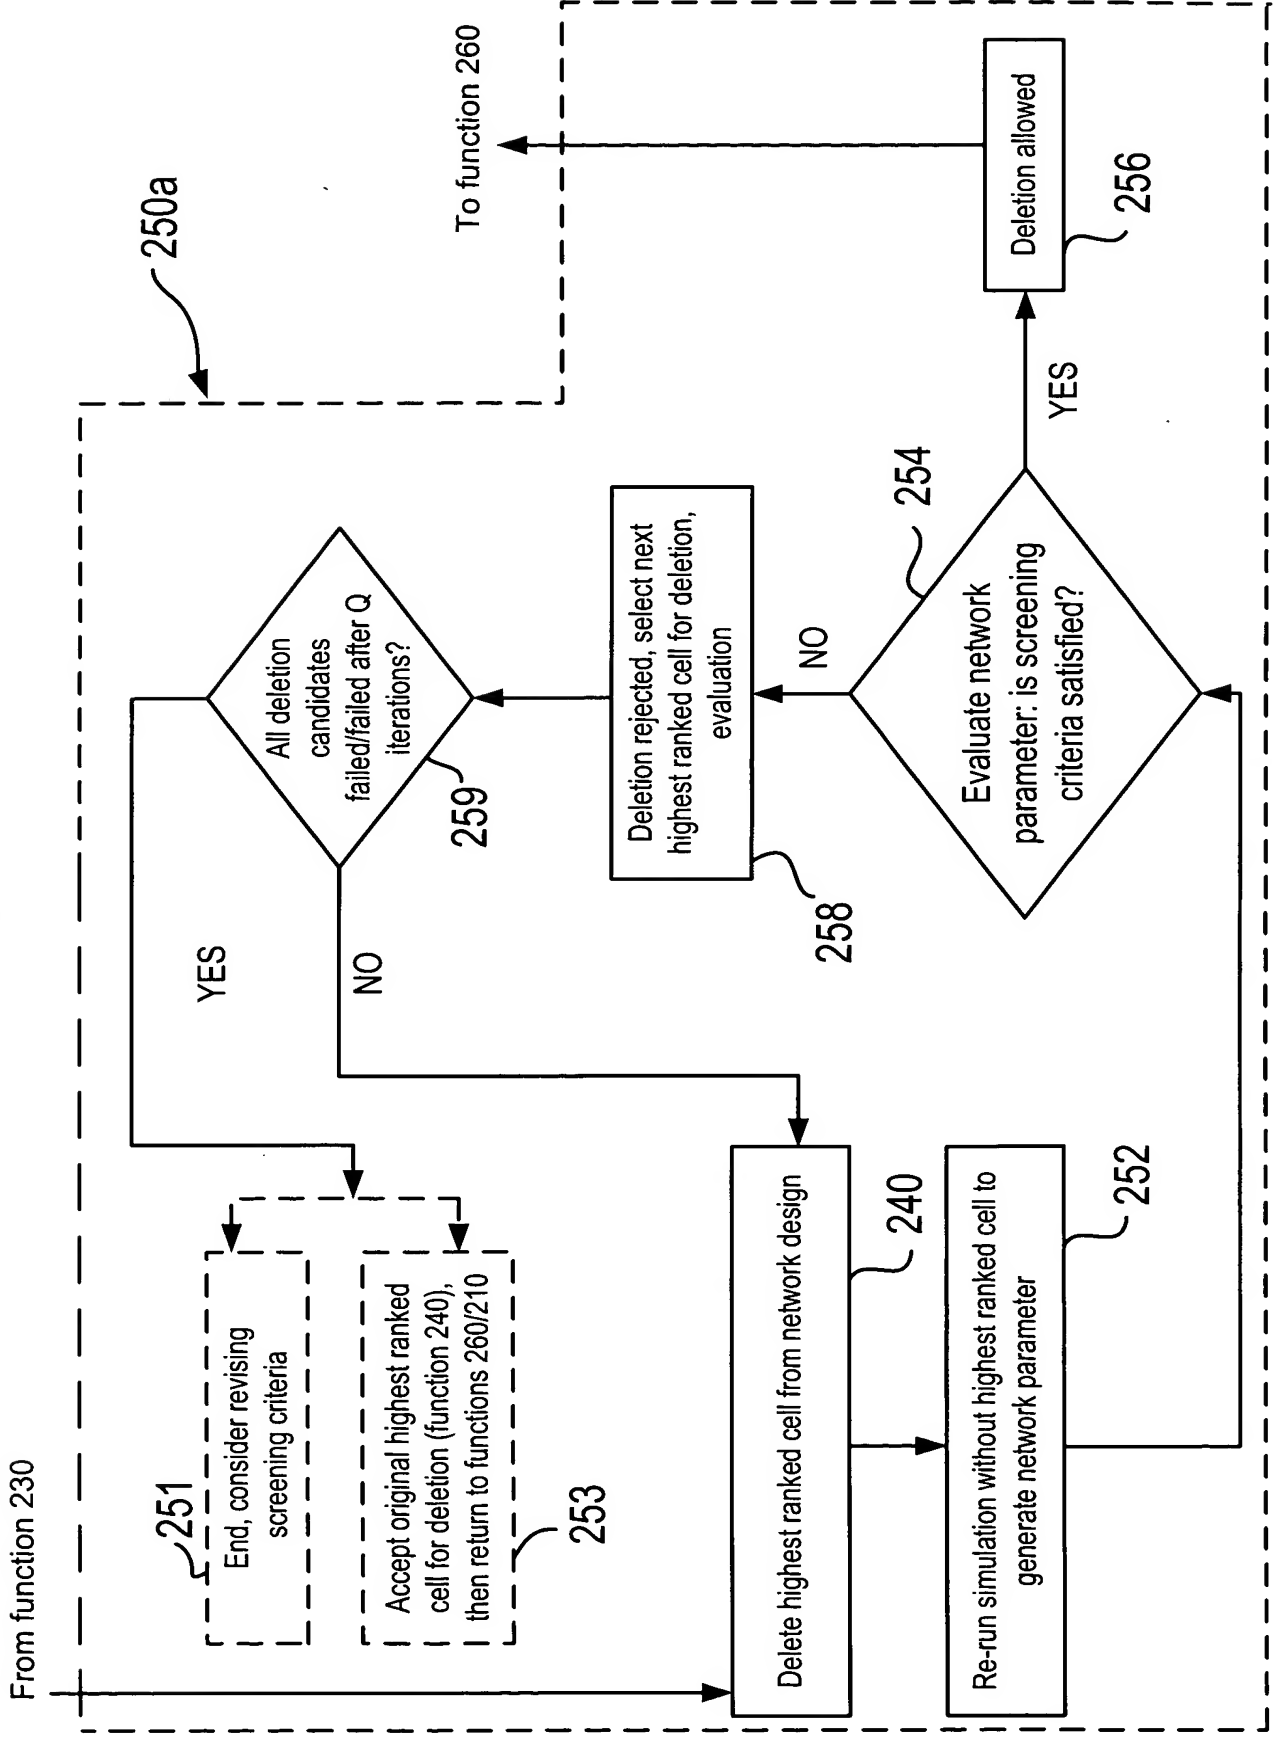 From function 230
251
End, consider revising
screening criteria
Accept original highest ranked
cell for deletion (function 240),
then return to functions 260/210
253
Delete highest ranked cell from network design
240
Re-run simulation without highest ranked cell to
generate network parameter
252
YES
NO
All deletion
candidates
failed/failed after Q
iterations?
259
Deletion rejected, select next
highest ranked cell for deletion,
evaluation
258
NO
Evaluate network
parameter: is screening
criteria satisfied?
254
YES
250a
To function 260
Deletion allowed
256